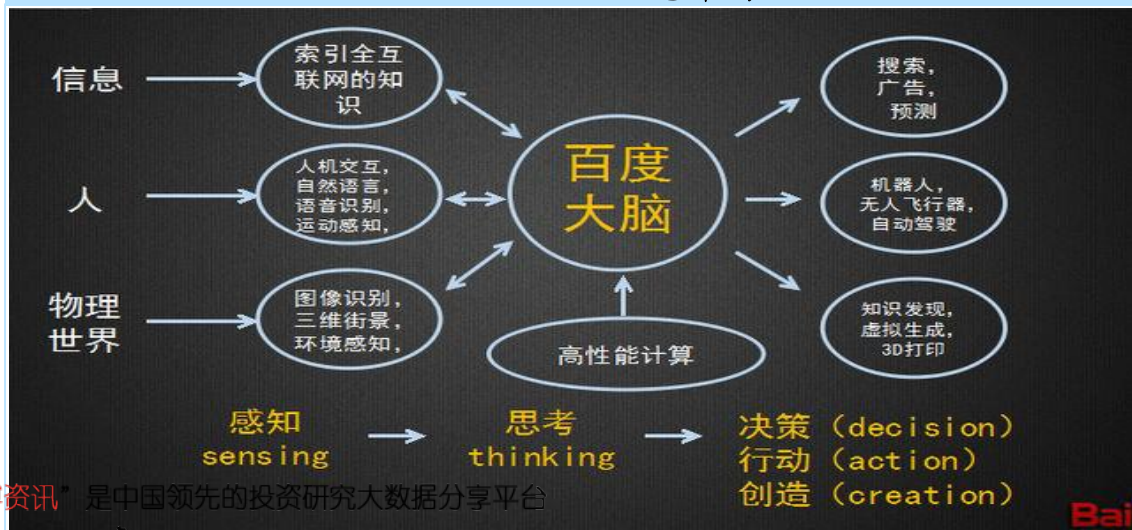 信息
索引全互
联网的知
识
搜索，
广告，
预测
百度
大脑
人
人机交互，
自然语言，
语音识别，
运动感知，
机器人，
无人飞行器，
自动驾驶
物理
世界
图像识别，
三维街景，
环境感知，
高性能计算
知识发现，
虚拟生成，
3D打印
感知
sensing
思考
thinking
决策（decision）
行动（action）
创造（creation）
资讯”是中国领先的投资研究大数据分享平台
Bai